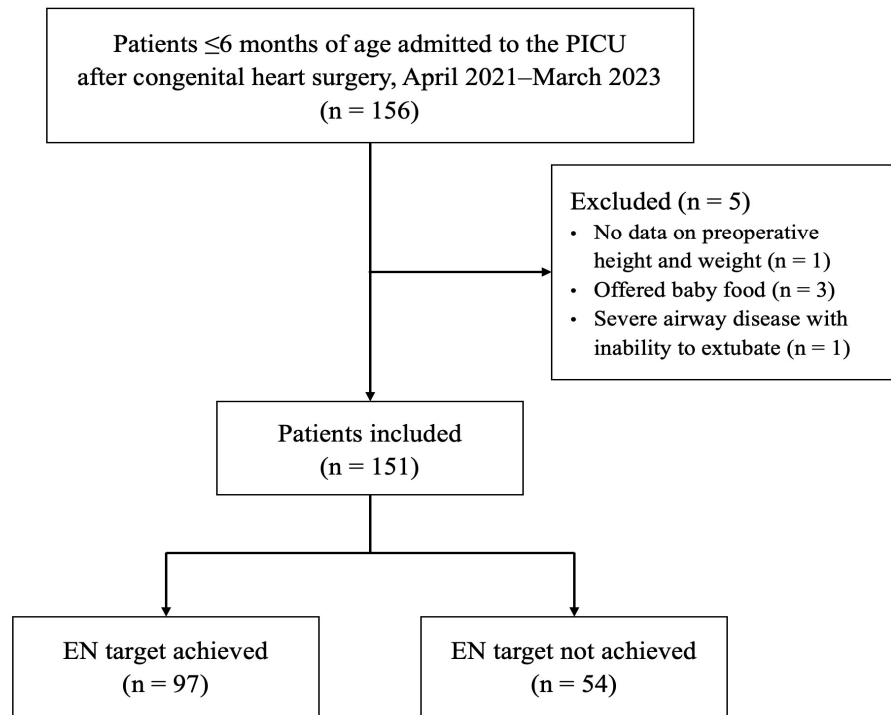 Patients ≤6 months of age admitted to the PICU
after congenital heart surgery, April 2021–March 2023
(n = 156)
Excluded (n = 5)
• No data on preoperative
height and weight (n = 1)
• Offered baby food (n = 3)
• Severe airway disease with
inability to extubate (n = 1)
Patients included
(n = 151)
EN target achieved
(n = 97)
EN target not achieved
(n = 54)